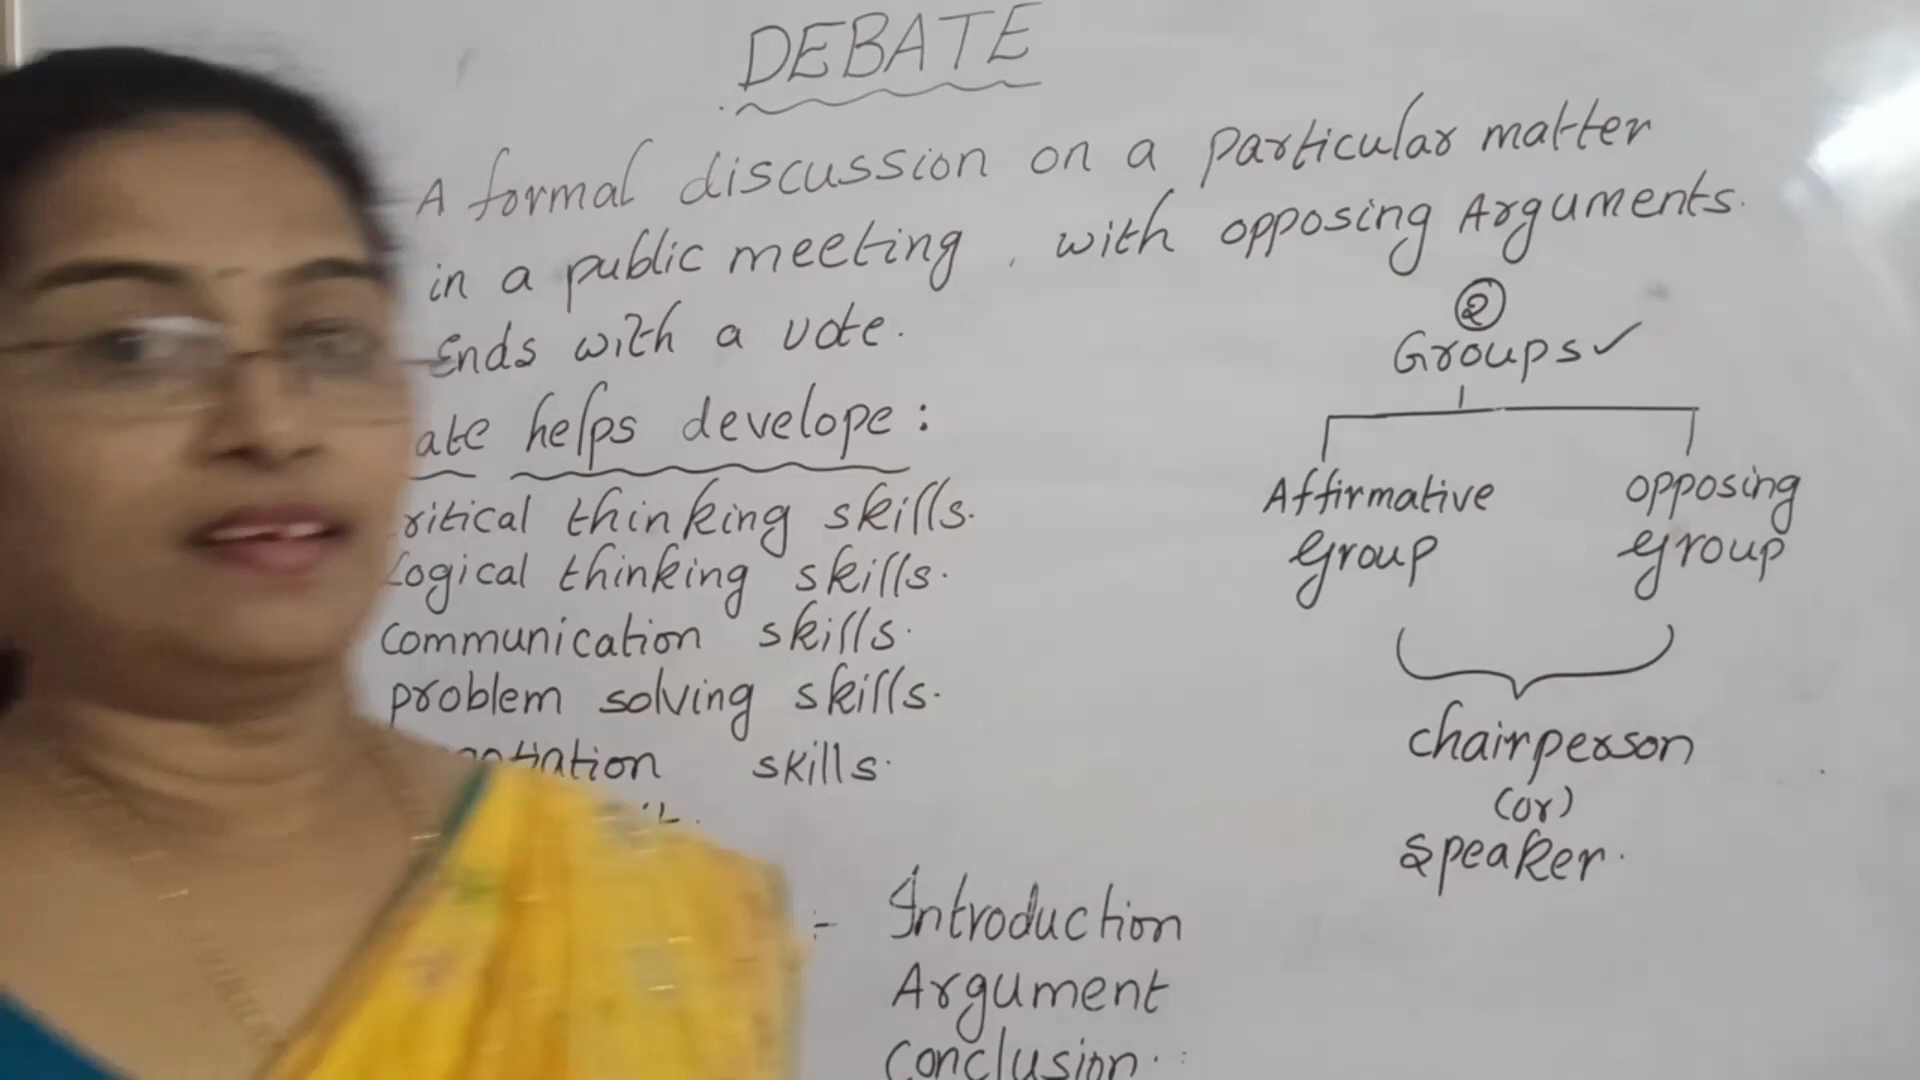 DEBATE
A formal discussion on a particular matter
in a public meeting, with opposing Arguments.
Ends with a vote.
helps develope:
thinking skills.
Logical thinking skills.
communication skills.
problem solving skills.
skills.
:- Introduction
Argument
Conclusion.
2
Groups ✓
Affirmative group
opposing group
chairperson
(or)
speaker.